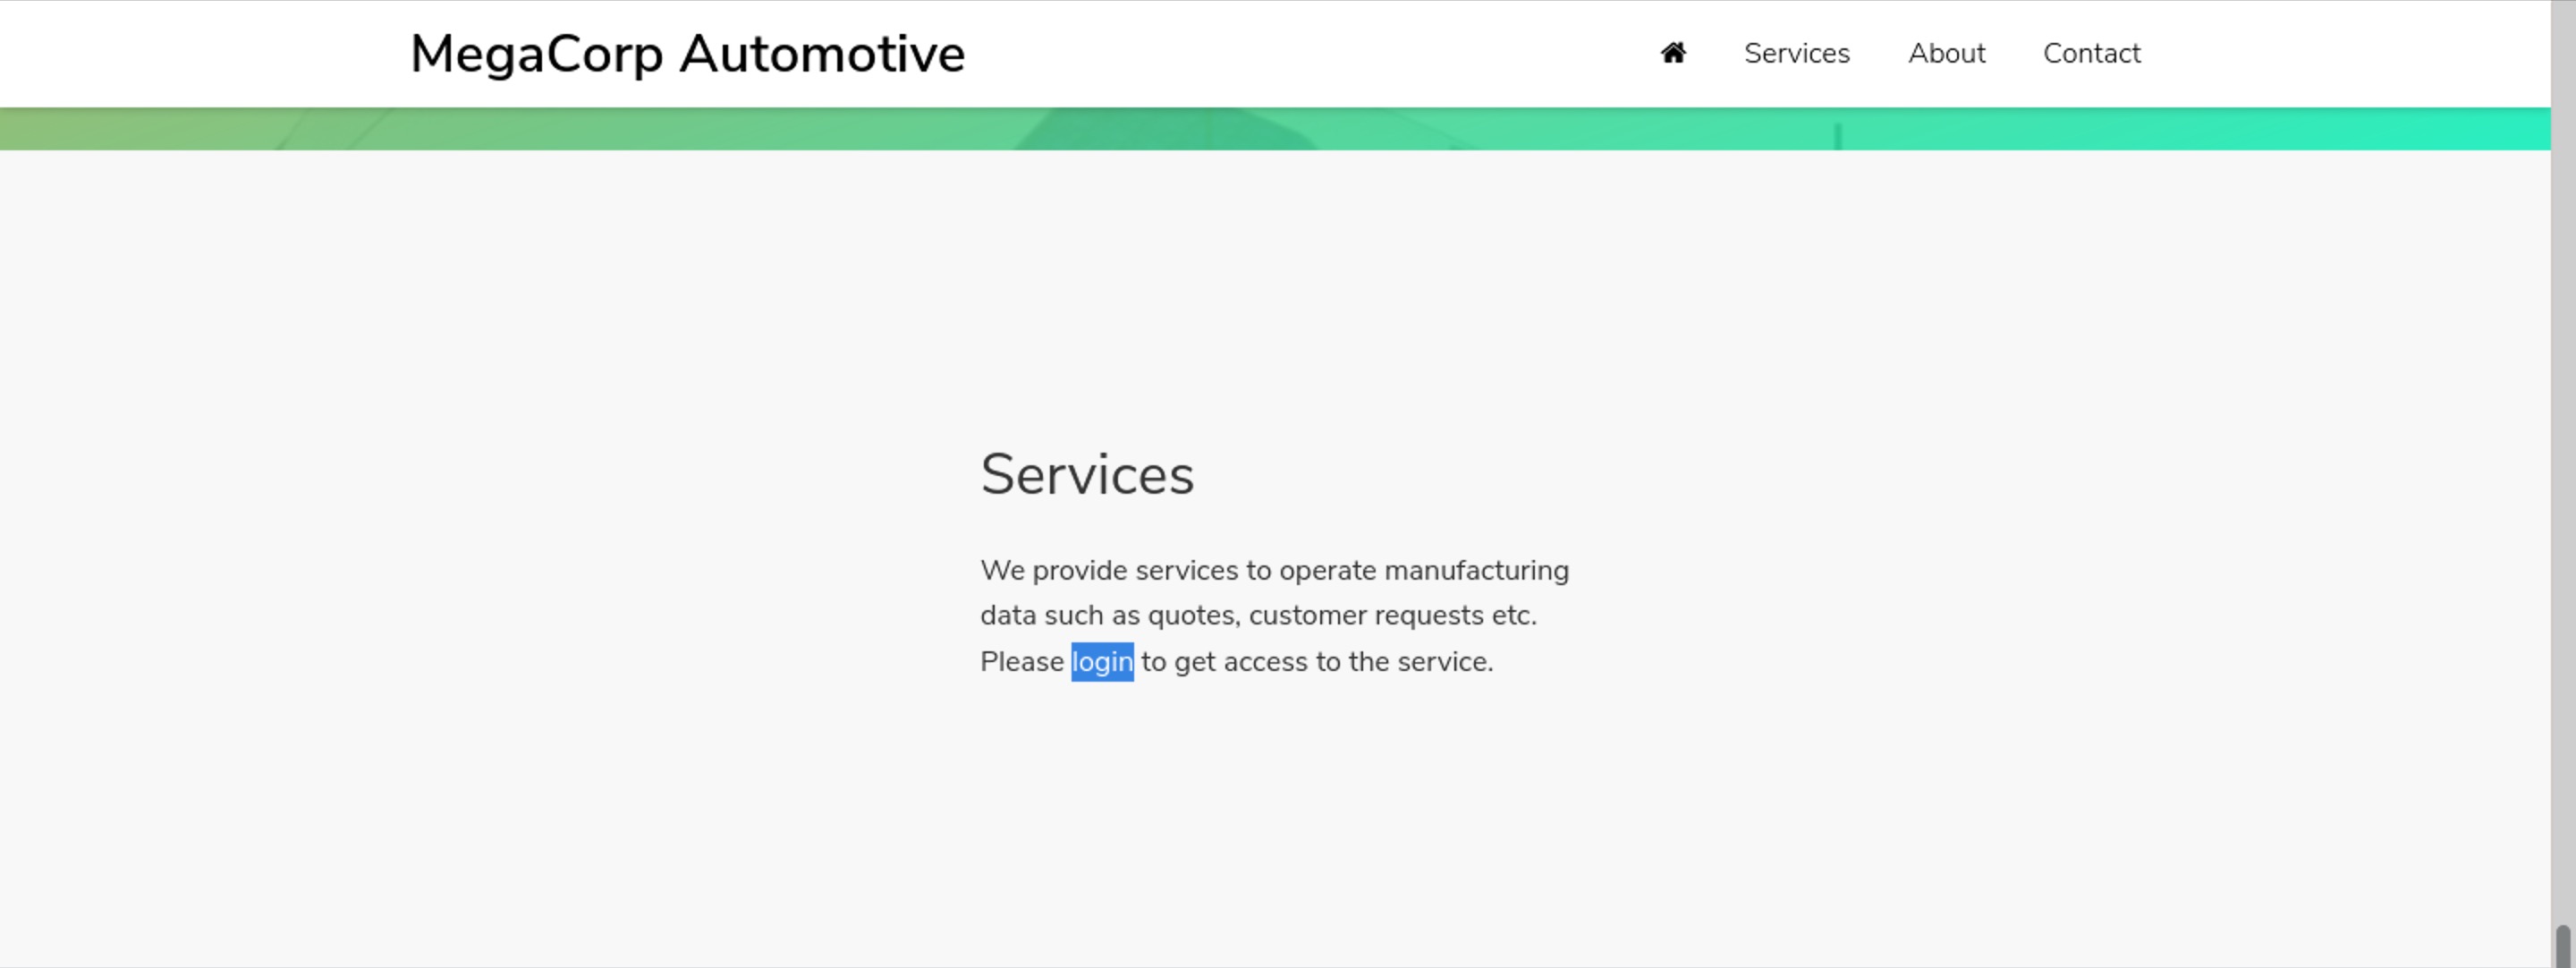 MegaCorp Automotive
Services About Contact
Services
We provide services to operate manufacturing
data such as quotes, customer requests etc.
Please login to get access to the service.